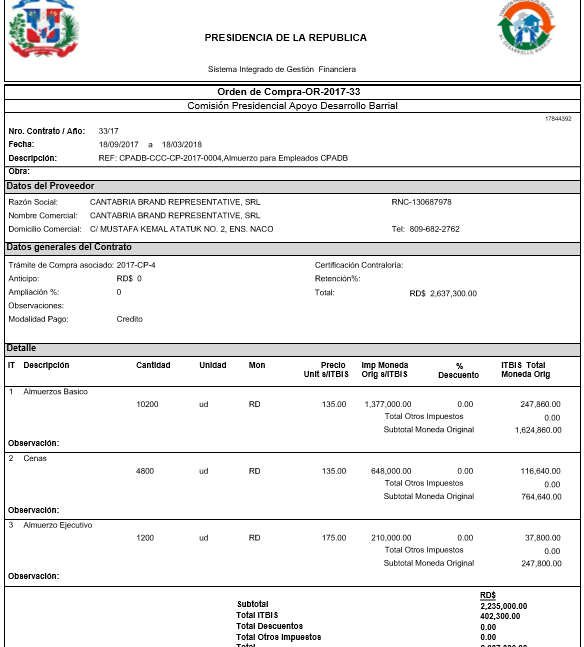 PRESIDENCIA DE LA REPUBLICA
Sistema Integrado de Gestión Financiera
Orden de Compra-OR-2017-33
Comisión Presidencial Apoyo Desarrollo Barrial
17844392
Nro. Contrato / Año: 33/17
Fecha: 18/09/2017 a 18/03/2018
Descripción: REF: CPADB-CCC-CP-2017-0004,Almuerzo para Empleados CPADB
Obra:
Datos del Proveedor
Razón Social: CANTABRIA BRAND REPRESENTATIVE, SRL RNC-130687978
Nombre Comercial: CANTABRIA BRAND REPRESENTATIVE, SRL
Domicilio Comercial: C/ MUSTAFA KEMAL ATATUK NO. 2, ENS. NACO Tel: 809-682-2762
Datos generales del Contrato
Trámite de Compra asociado: 2017-CP-4 Certificación Contraloría:
Anticipo: RD$ 0 Retención%:
Ampliación %: 0 Total: RD$ 2,637,300.00
Observaciones:
Modalidad Pago: Credito
Detalle
IT Descripción Cantidad Unidad Mon Precio Imp Moneda % ITBIS Total
Unit s/ITBIS Orig s/ITBIS Descuento Moneda Orig
1 Almuerzos Basico
10200 ud RD 135.00 1,377,000.00 0.00 247,860.00
Total Otros Impuestos 0.00
Subtotal Moneda Original 1,624,860.00
Observación:
2 Cenas
4800 ud RD 135.00 648,000.00 0.00 116,640.00
Total Otros Impuestos 0.00
Subtotal Moneda Original 764,640.00
Observación:
3 Almuerzo Ejecutivo
1200 ud RD 175.00 210,000.00 0.00 37,800.00
Total Otros Impuestos 0.00
Subtotal Moneda Original 247,800.00
Observación:
RD$
Subtotal 2,235,000.00
Total ITBIS 402,300.00
Total Descuentos 0.00
Total Otros Impuestos 0.00
Total